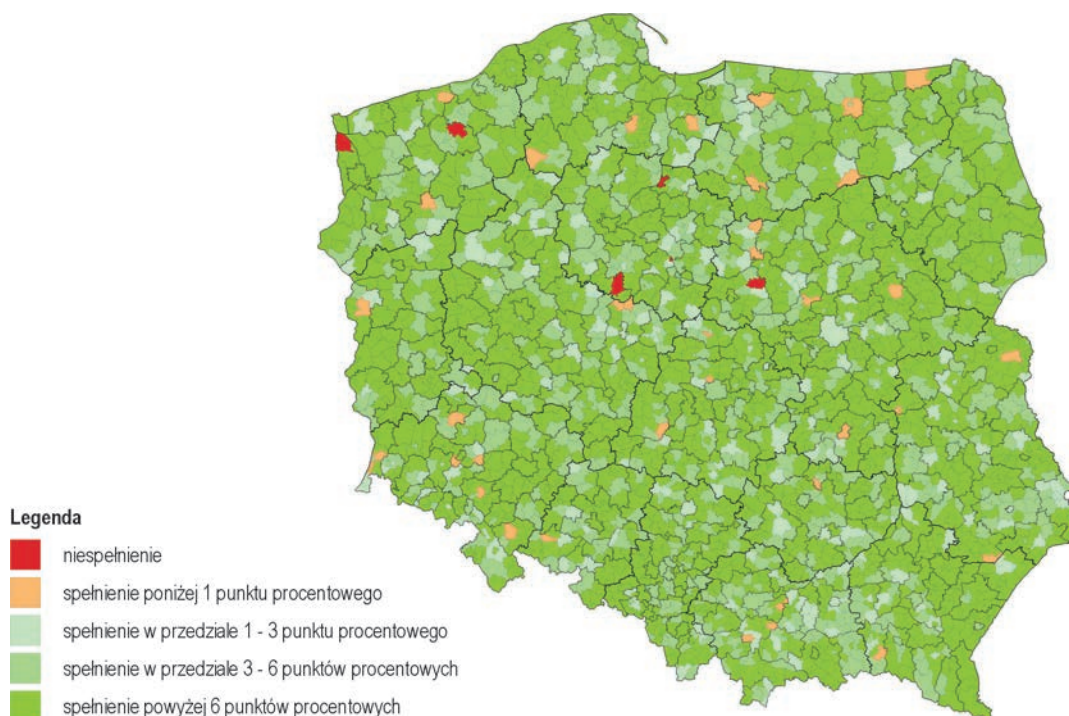 Legenda
niespełnienie
spełnienie poniżej 1 punktu procentowego
spełnienie w przedziale 1 - 3 punktu procentowego
spełnienie w przedziale 3 - 6 punktów procentowych
spełnienie powyżej 6 punktów procentowych